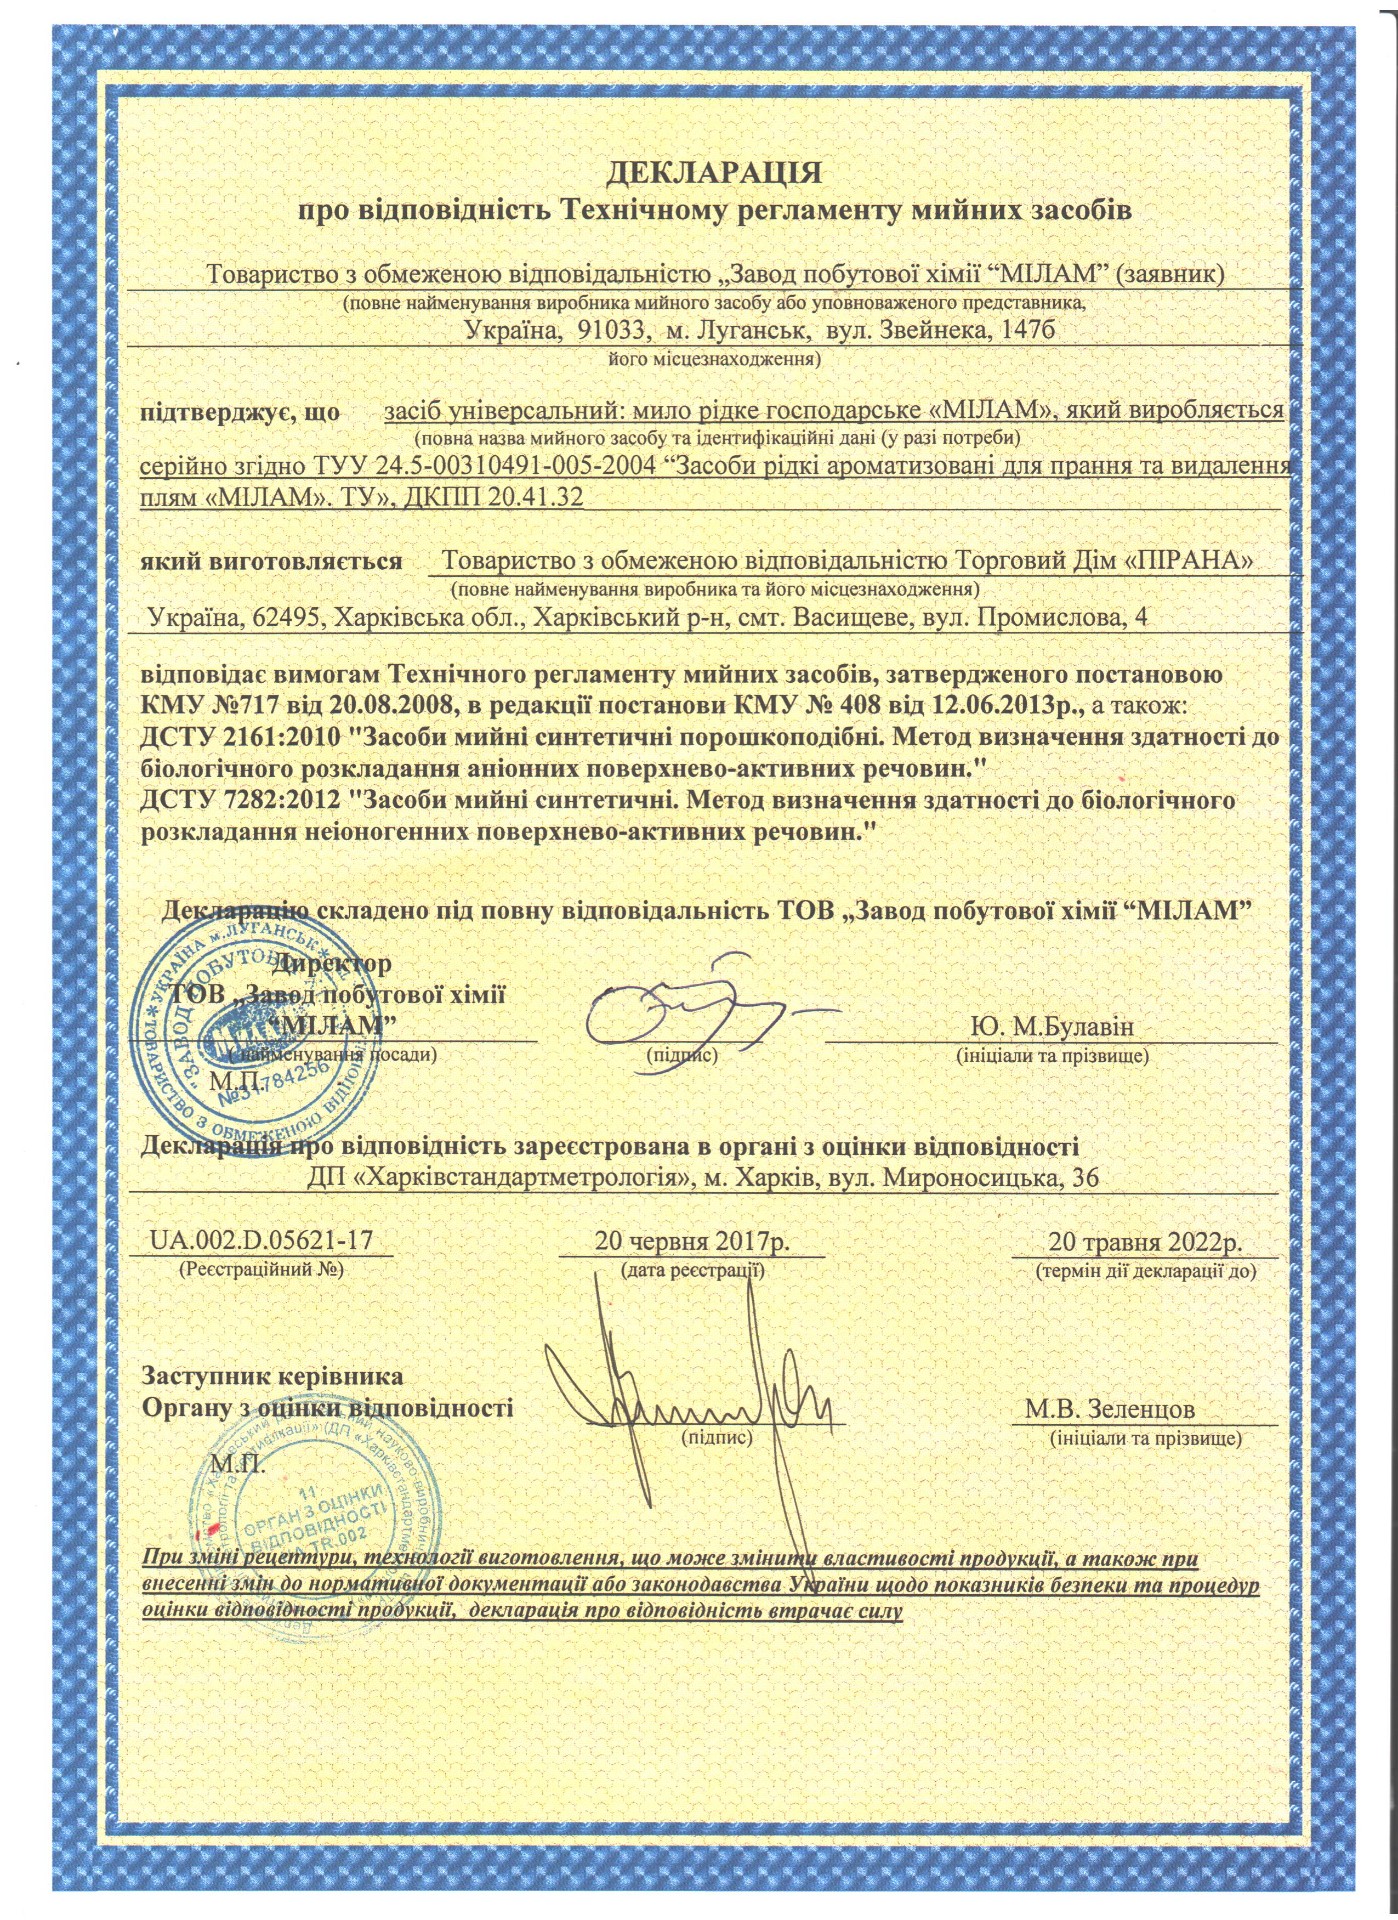 ДЕКЛАРАЦІЯ
про відповідність Технічному регламенту мийних засобів
Товариство з обмеженою відповідальністю „Завод побутової хімії “МІЛАМ” (заявник)
(повне найменування виробника мийного засобу або уповноваженого представника,
Україна, 91033, м. Луганськ, вул. Звейнека, 147б
його місцезнаходження)
підтверджує, що засіб універсальний: мило рідке господарське «МІЛАМ», який виробляється
(повна назва мийного засобу та ідентифікаційні дані (у разі потреби)
серійно згідно ТУУ 24.5-00310491-005-2004 “Засоби рідкі ароматизовані для прання та видалення
плям «МІЛАМ». ТУ», ДКПП 20.41.32
який виготовляється Товариство з обмеженою відповідальністю Торговий Дім «ПІРАНА»
(повне найменування виробника та його місцезнаходження)
Україна, 62495, Харківська обл., Харківський р-н, смт. Васищеве, вул. Промислова, 4
відповідає вимогам Технічного регламенту мийних засобів, затвердженого постановою
КМУ №717 від 20.08.2008, в редакції постанови КМУ № 408 від 12.06.2013р., а також:
ДСТУ 2161:2010 "Засоби мийні синтетичні порошкоподібні. Метод визначення здатності до
біологічного розкладання аніонних поверхнево-активних речовин."
ДСТУ 7282:2012 "Засоби мийні синтетичні. Метод визначення здатності до біологічного
розкладання неіоногенних поверхнево-активних речовин."
Декларацію складено під повну відповідальність ТОВ „Завод побутової хімії “МІЛАМ”
Директор
ТОВ „Завод побутової хімії
“МІЛАМ” Ю. М.Булавін
( найменування посади) (підпис) (ініціали та прізвище)
М.П.
УКРАЇНА м.ЛУГАНСЬК
ТОВАРИСТВО З ОБМЕЖЕНОЮ
"ЗАВОД ПОБУТОВОЇ
№31784256
Декларація про відповідність зареєстрована в органі з оцінки відповідності
ДП «Харківстандартметрологія», м. Харків, вул. Мироносицька, 36
UA.002.D.05621-17 20 червня 2017р. 20 травня 2022р.
(Реєстраційний №) (дата реєстрації) (термін дії декларації до)
Заступник керівника
Органу з оцінки відповідності М.В. Зеленцов
(підпис) (ініціали та прізвище)
М.П.
11
ОРГАН З ОЦІНКИ
ВІДПОВІДНОСТІ
UA.TR.002
При зміні рецептури, технології виготовлення, що може змінити властивості продукції, а також при
внесенні змін до нормативної документації або законодавства України щодо показників безпеки та процедур
оцінки відповідності продукції, декларація про відповідність втрачає силу